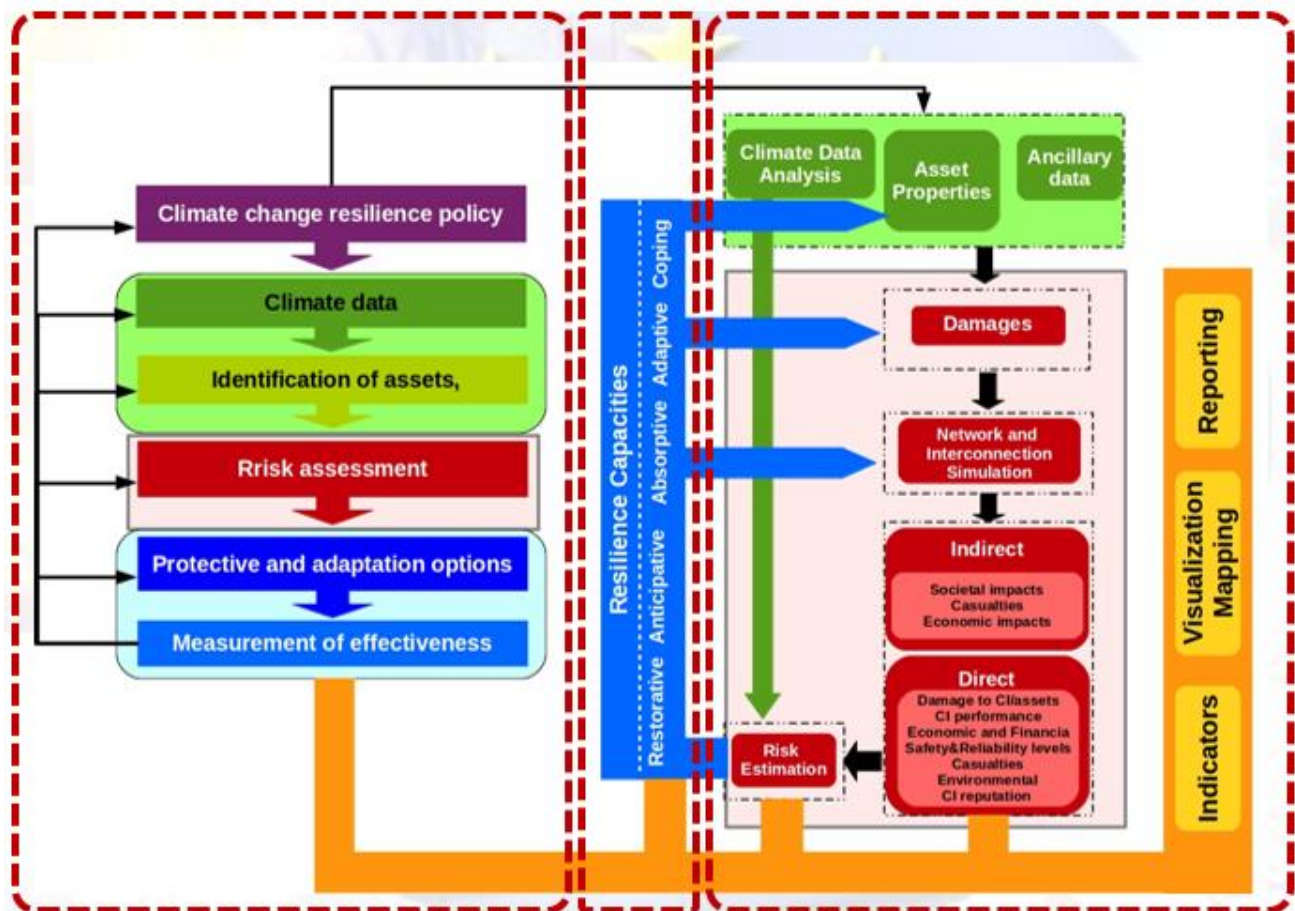 Climate change resilience policy
Climate data
Identification of assets,
Rrisk assessment
Protective and adaptation options
Measurement of effectiveness
Resilience Capacities
Restorative Anticipative Absorptive Adaptive Coping
Climate Data
Analysis
Asset
Properties
Ancillary
data
Damages
Network and
Interconnection
Simulation
Indirect
Societal impacts
Casualties
Economic impacts
Direct
Damage to CI/assets
CI performance
Economic and Financia
Safety&Reliability levels
Casualties
Environmental
CI reputation
Risk
Estimation
Reporting
Visualization
Mapping
Indicators